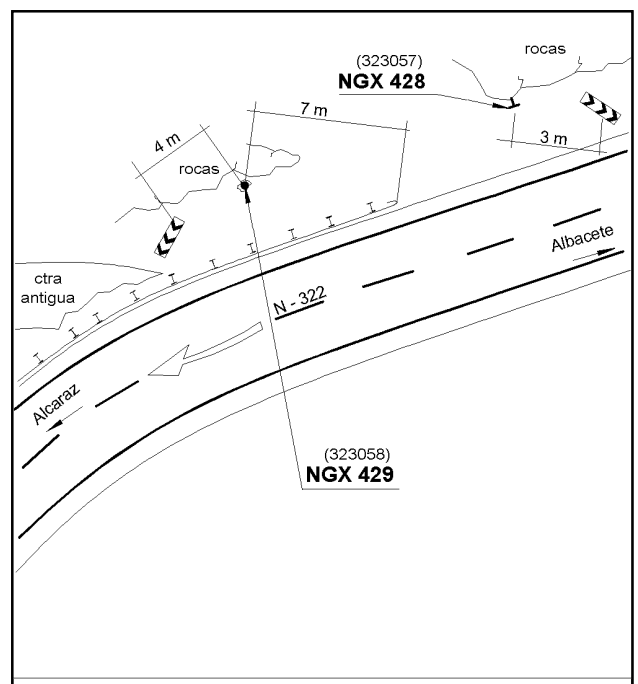 rocas
(323057)
NGX 428
7 m
4 m
3 m
rocas
Albacete
ctra
antigua
N - 322
Alcaraz
(323058)
NGX 429